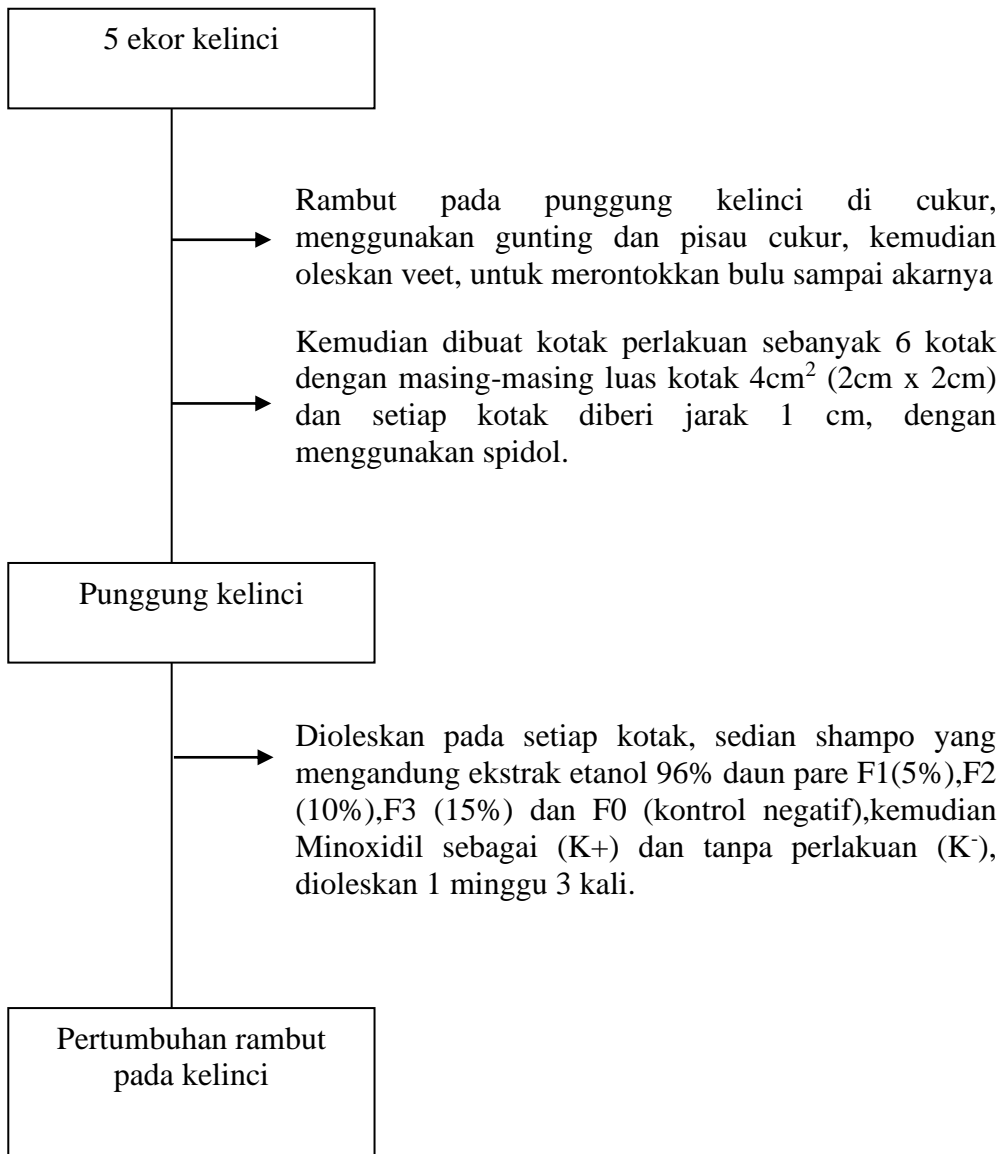 5 ekor kelinci
Rambut pada punggung kelinci di cukur,
menggunakan gunting dan pisau cukur, kemudian
oleskan veet, untuk merontokkan bulu sampai akarnya
Kemudian dibuat kotak perlakuan sebanyak 6 kotak
dengan masing-masing luas kotak 4cm² (2cm x 2cm)
dan setiap kotak diberi jarak 1 cm, dengan
menggunakan spidol.
Punggung kelinci
Dioleskan pada setiap kotak, sedian shampo yang
mengandung ekstrak etanol 96% daun pare F1(5%),F2
(10%),F3 (15%) dan F0 (kontrol negatif),kemudian
Minoxidil sebagai (K+) dan tanpa perlakuan (K⁻),
dioleskan 1 minggu 3 kali.
Pertumbuhan rambut
pada kelinci